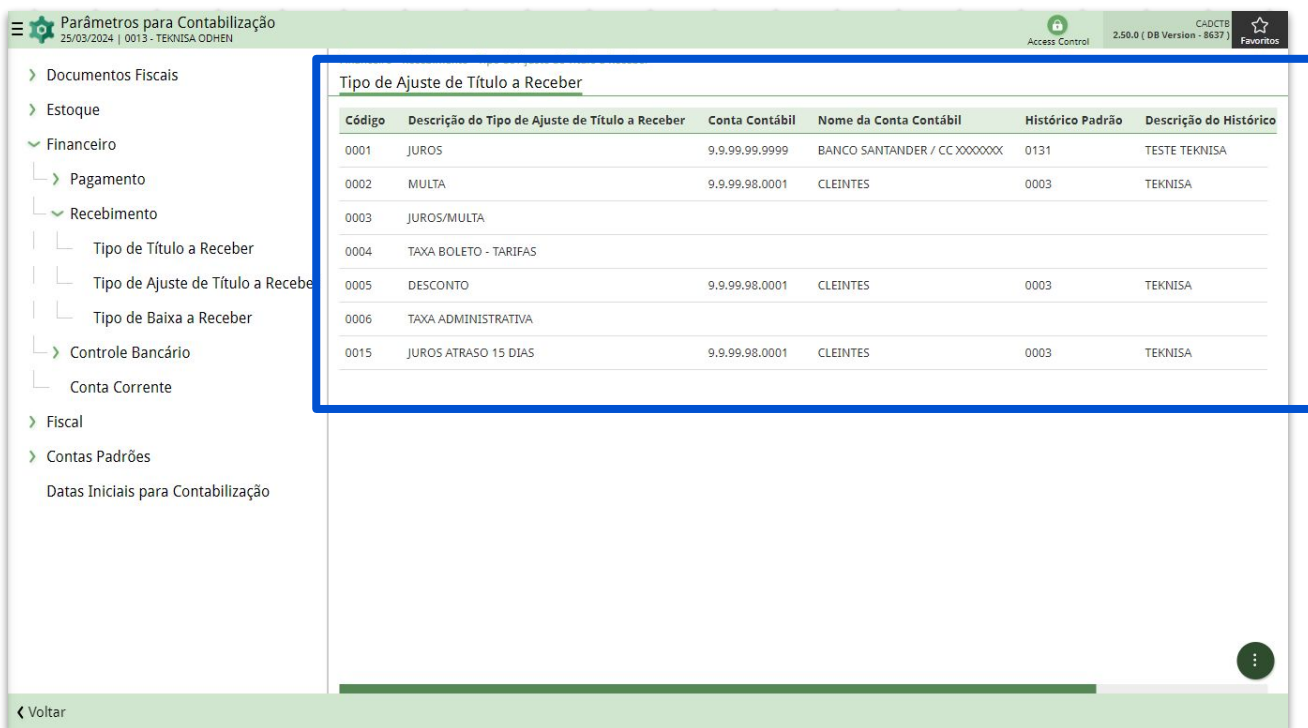 Parâmetros para Contabilização
25/03/2024 | 0013 - TEKNISA ODHEN
Access Control
CADCTB
2.50.0 ( DB Version - 8637 )
Favoritos
Documentos Fiscais
Estoque
Financeiro
Pagamento
Recebimento
Tipo de Título a Receber
Tipo de Ajuste de Título a Recebe
Tipo de Baixa a Receber
Controle Bancário
Conta Corrente
Fiscal
Contas Padrões
Datas Iniciais para Contabilização
Tipo de Ajuste de Título a Receber
Código Descrição do Tipo de Ajuste de Título a Receber Conta Contábil Nome da Conta Contábil Histórico Padrão Descrição do Histórico
0001 JUROS 9.9.99.99.9999 BANCO SANTANDER / CC XXXXXXX 0131 TESTE TEKNISA
0002 MULTA 9.9.99.98.0001 CLEINTES 0003 TEKNISA
0003 JUROS/MULTA
0004 TAXA BOLETO - TARIFAS
0005 DESCONTO 9.9.99.98.0001 CLEINTES 0003 TEKNISA
0006 TAXA ADMINISTRATIVA
0015 JUROS ATRASO 15 DIAS 9.9.99.98.0001 CLEINTES 0003 TEKNISA
Voltar